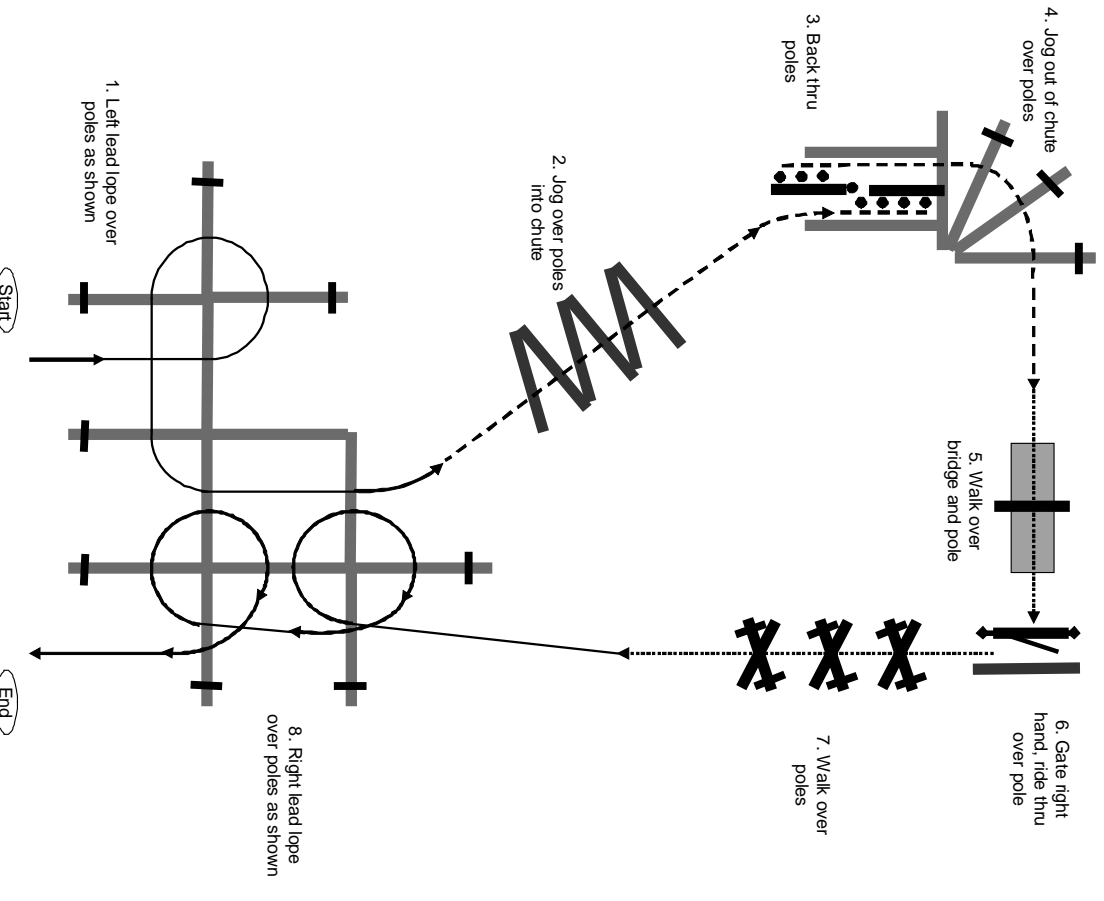 1. Left lead lope over
poles as shown
2. Jog over poles
into chute
3. Back thru
poles
4. Jog out of chute
over poles
5. Walk over
bridge and pole
6. Gate right
hand, ride thru
over pole
7. Walk over
poles
8. Right lead lope
over poles as shown
Start
End